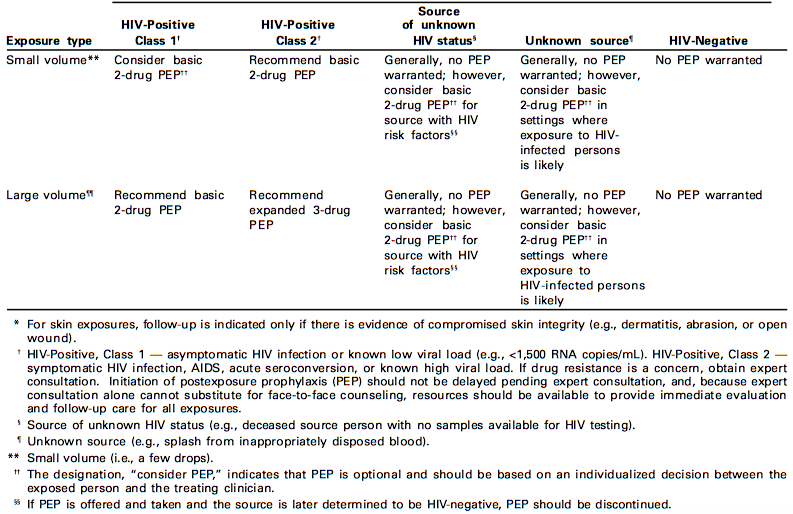 Source
HIV-Positive HIV-Positive of unknown
Exposure type Class 1† Class 2† HIV status§ Unknown source¶ HIV-Negative
Small volume** Consider basic Recommend basic Generally, no PEP Generally, no PEP No PEP warranted
2-drug PEP†† 2-drug PEP warranted; however, warranted; however,
consider basic consider basic
2-drug PEP†† for 2-drug PEP†† in
source with HIV settings where
risk factors§§ exposure to HIV-
infected persons
is likely
Large volume¶¶ Recommend basic Recommend Generally, no PEP Generally, no PEP No PEP warranted
2-drug PEP expanded 3-drug warranted; however, warranted; however,
PEP consider basic consider basic
2-drug PEP†† for 2-drug PEP†† in
source with HIV settings where
risk factors§§ exposure to
HIV-infected persons
is likely
* For skin exposures, follow-up is indicated only if there is evidence of compromised skin integrity (e.g., dermatitis, abrasion, or open
wound).
† HIV-Positive, Class 1 — asymptomatic HIV infection or known low viral load (e.g., <1,500 RNA copies/mL). HIV-Positive, Class 2 —
symptomatic HIV infection, AIDS, acute seroconversion, or known high viral load. If drug resistance is a concern, obtain expert
consultation. Initiation of postexposure prophylaxis (PEP) should not be delayed pending expert consultation, and, because expert
consultation alone cannot substitute for face-to-face counseling, resources should be available to provide immediate evaluation
and follow-up care for all exposures.
§ Source of unknown HIV status (e.g., deceased source person with no samples available for HIV testing).
¶ Unknown source (e.g., splash from inappropriately disposed blood).
** Small volume (i.e., a few drops).
†† The designation, “consider PEP,” indicates that PEP is optional and should be based on an individualized decision between the
exposed person and the treating clinician.
§§ If PEP is offered and taken and the source is later determined to be HIV-negative, PEP should be discontinued.